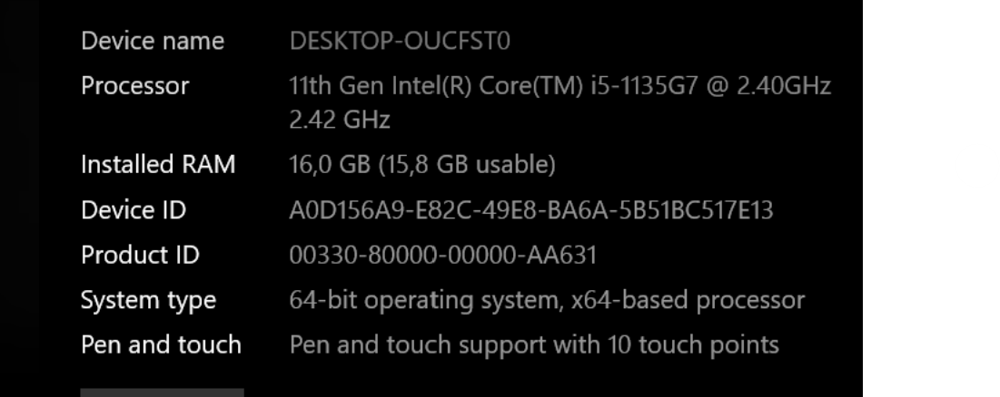 Device name DESKTOP-OUCFST0
Processor 11th Gen Intel(R) Core(TM) i5-1135G7 @ 2.40GHz
2.42 GHz
Installed RAM 16,0 GB (15,8 GB usable)
Device ID A0D156A9-E82C-49E8-BA6A-5B51BC517E13
Product ID 00330-80000-00000-AA631
System type 64-bit operating system, x64-based processor
Pen and touch Pen and touch support with 10 touch points